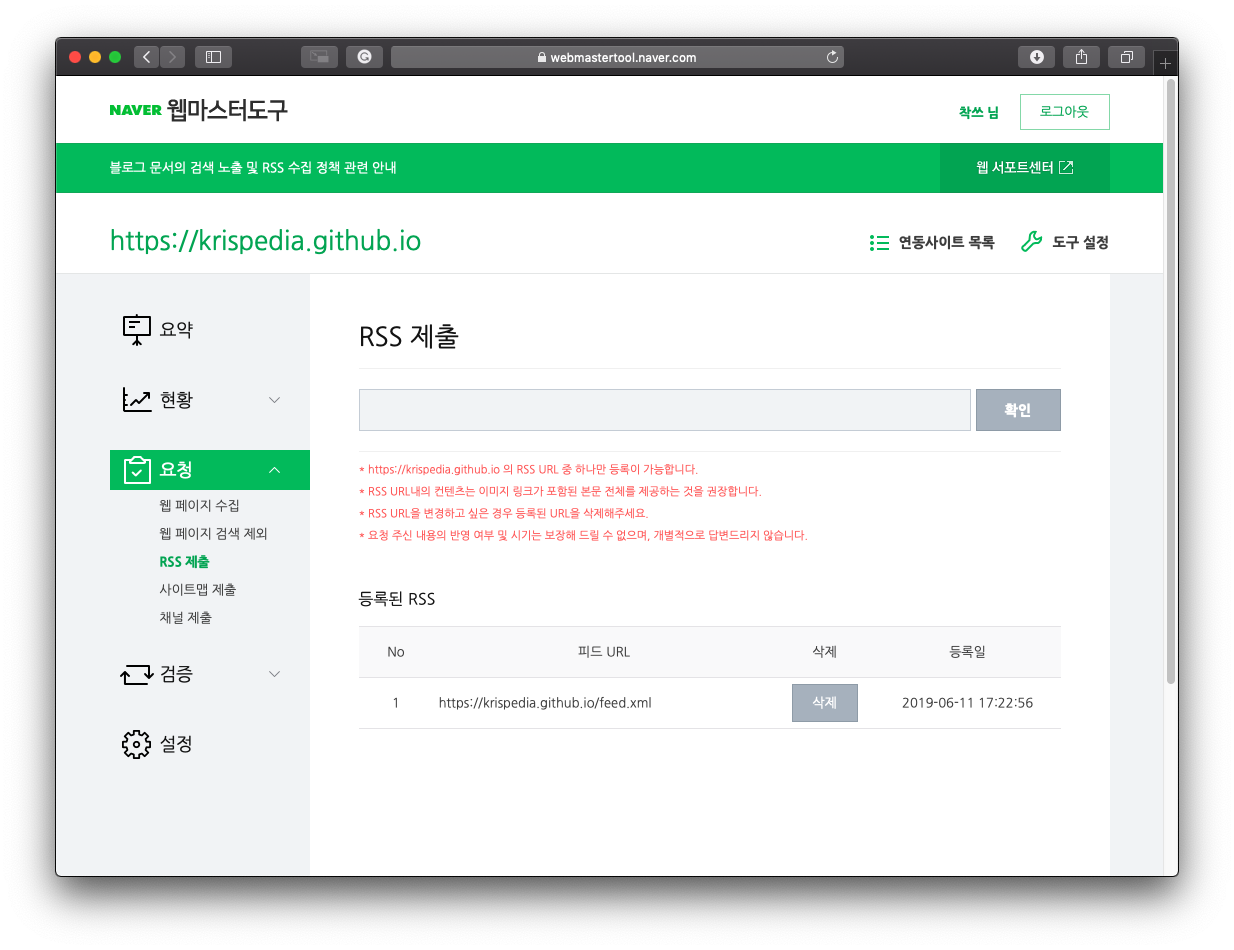 webmastertool.naver.com
NAVER 웹마스터도구
착쓰 님
로그아웃
블로그 문서의 검색 노출 및 RSS 수집 정책 관련 안내
웹 서포트센터
https://krispedia.github.io
연동사이트 목록
도구 설정
요약
현황
요청
웹 페이지 수집
웹 페이지 검색 제외
RSS 제출
사이트맵 제출
채널 제출
검증
설정
RSS 제출
확인
* https://krispedia.github.io 의 RSS URL 중 하나만 등록이 가능합니다.
* RSS URL내의 컨텐츠는 이미지 링크가 포함된 본문 전체를 제공하는 것을 권장합니다.
* RSS URL을 변경하고 싶은 경우 등록된 URL을 삭제해주세요.
* 요청 주신 내용의 반영 여부 및 시기는 보장해 드릴 수 없으며, 개별적으로 답변드리지 않습니다.
등록된 RSS
No 피드 URL 삭제 등록일
1 https://krispedia.github.io/feed.xml 삭제 2019-06-11 17:22:56